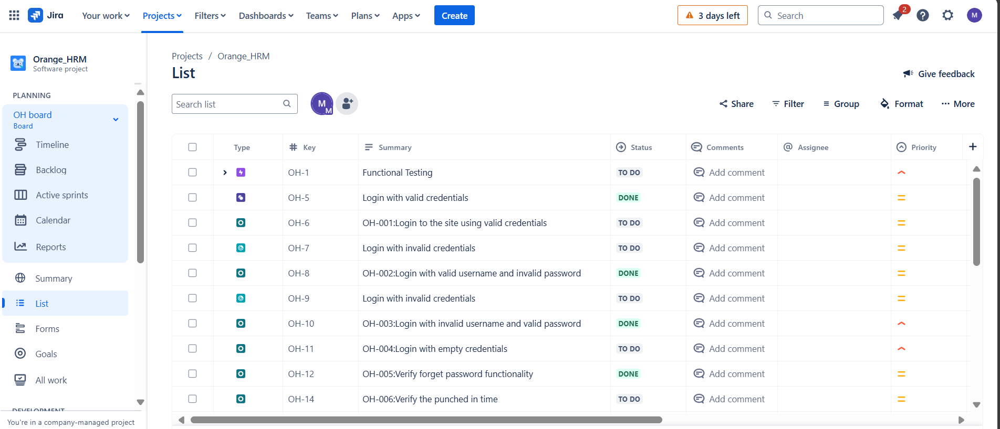 Jira Your work Projects Filters Dashboards Teams Plans Apps Create 3 days left Search 2 M
Orange_HRM
Software project
PLANNING
OH board
Board
Timeline
Backlog
Active sprints
Calendar
Reports
Summary
List
Forms
Goals
All work
DEVELOPMENT
You're in a company-managed project
Projects / Orange_HRM
List
Give feedback
Search list M M Share Filter Group Format More
Type Key Summary Status Comments Assignee Priority
OH-1 Functional Testing TO DO Add comment
OH-5 Login with valid credentials DONE Add comment
OH-6 OH-001:Login to the site using valid credentials TO DO Add comment
OH-7 Login with invalid credentials TO DO Add comment
OH-8 OH-002:Login with valid username and invalid password DONE Add comment
OH-9 Login with invalid credentials TO DO Add comment
OH-10 OH-003:Login with invalid username and valid password DONE Add comment
OH-11 OH-004:Login with empty credentials TO DO Add comment
OH-12 OH-005:Verify forget password functionality DONE Add comment
OH-14 OH-006:Verify the punched in time TO DO Add comment